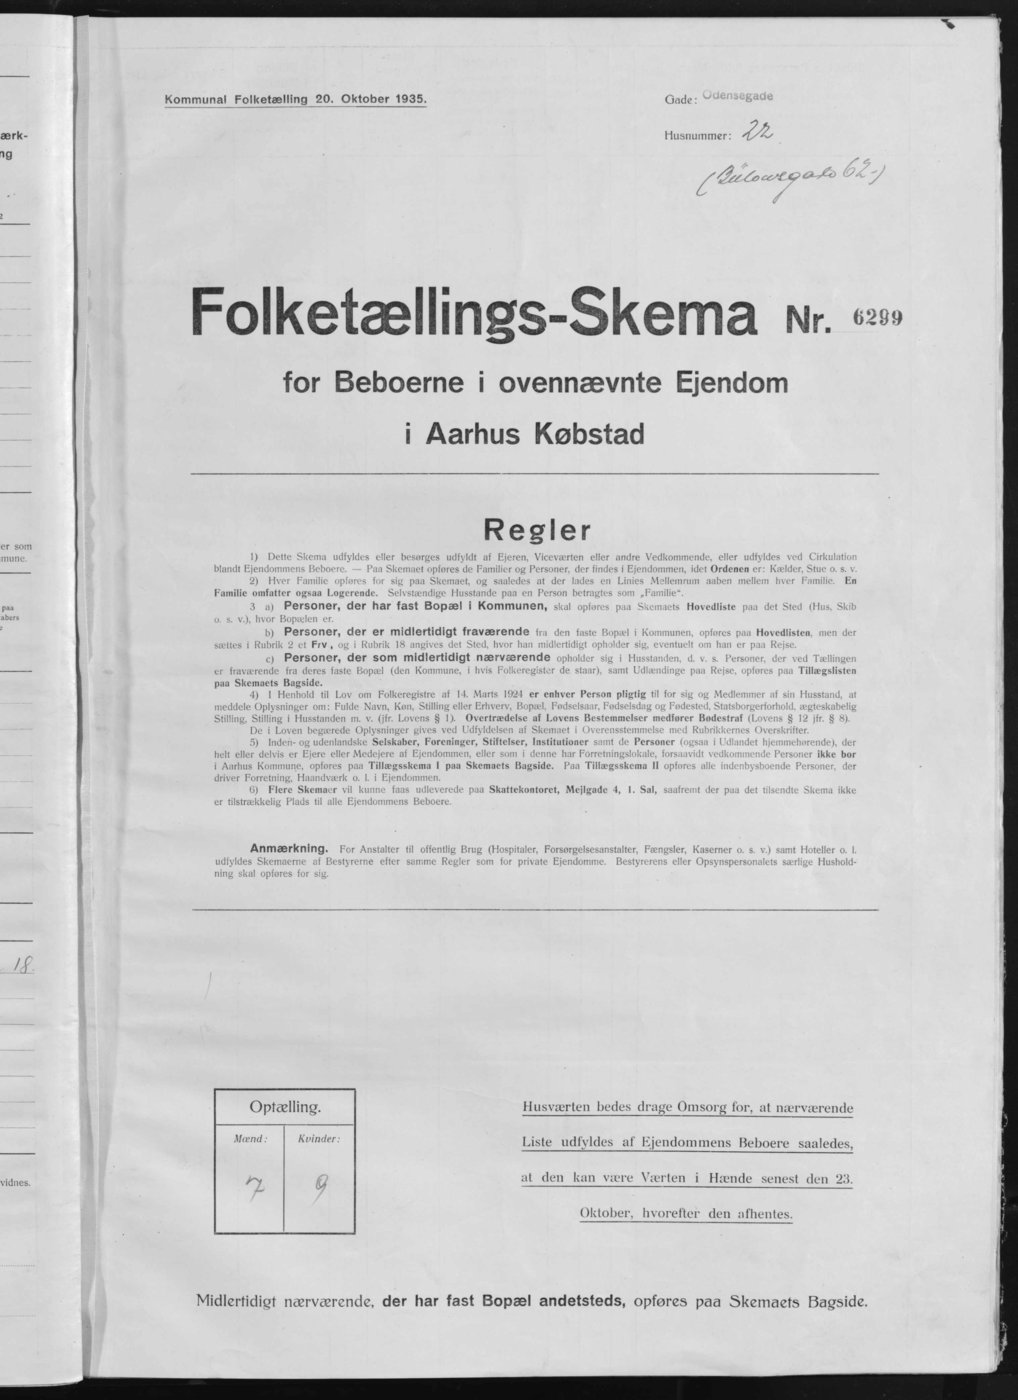 Kommunal Folketælling 20. Oktober 1935.
Gade: Odensegade
Husnummer: 22
(Bülowsgade 62-)
Folketællings-Skema Nr. 6299
for Beboerne i ovennævnte Ejendom
i Aarhus Købstad
Regler
1) Dette Skema udfyldes eller besørges udfyldt af Ejeren, Viceværten eller andre Vedkommende, eller udfyldes ved Cirkulation
blandt Ejendommens Beboere. — Paa Skemaet opføres de Familier og Personer, der findes i Ejendommen, idet Ordenen er: Kælder, Stue o. s. v.
2) Hver Familie opføres for sig paa Skemaet, og saaledes at der lades en Linies Mellemrum aaben mellem hver Familie. En
Familie omfatter ogsaa Logerende. Selvstændige Husstande paa en Person betragtes som „Familie“.
3 a) Personer, der har fast Bopæl i Kommunen, skal opføres paa Skemaets Hovedliste paa det Sted (Hus, Skib
o. s. v.), hvor Bopælen er.
b) Personer, der er midlertidigt fraværende fra den faste Bopæl i Kommunen, opføres paa Hovedlisten, men der
sættes i Rubrik 2 et Frv., og i Rubrik 18 angives det Sted, hvor han midlertidigt opholder sig, eventuelt om han er paa Rejse.
c) Personer, der som midlertidigt nærværende opholder sig i Husstanden, d. v. s. Personer, der ved Tællingen
er fraværende fra deres faste Bopæl (den Kommune, i hvis Folkeregister de staar), samt Udlændinge paa Rejse, opføres paa Tillægslisten
paa Skemaets Bagside.
4) I Henhold til Lov om Folkeregistre af 14. Marts 1924 er enhver Person pligtig til for sig og Medlemmer af sin Husstand, at
meddele Oplysninger om: Fulde Navn, Køn, Stilling eller Erhverv, Bopæl, Fødselsaar, Fødselsdag og Fødested, Statsborgerforhold, ægteskabelig
Stilling, Stilling i Husstanden m. v. (jfr. Lovens § 1). Overtrædelse af Lovens Bestemmelser medfører Bødestraf (Lovens § 12 jfr. § 8).
De i Loven begærede Oplysninger gives ved Udfyldelsen af Skemaet i Overensstemmelse med Rubrikkernes Overskrifter.
5) Inden- og udenlandske Selskaber, Foreninger, Stiftelser, Institutioner samt de Personer (ogsaa i Udlandet hjemmehørende), der
helt eller delvis er Ejere eller Medejere af Ejendommen, eller som i denne har Forretningslokale, forsaavidt vedkommende Personer ikke bor
i Aarhus Kommune, opføres paa Tillægsskema I paa Skemaets Bagside. Paa Tillægsskema II opføres alle indenbysboende Personer, der
driver Forretning, Haandværk o. l. i Ejendommen.
6) Flere Skemaer vil kunne faas udleverede paa Skattekontoret, Mejlgade 4, 1. Sal, saafremt der paa det tilsendte Skema ikke
er tilstrækkelig Plads til alle Ejendommens Beboere.
Anmærkning. For Anstalter til offentlig Brug (Hospitaler, Forsørgelsesanstalter, Fængsler, Kaserner o. s. v.) samt Hoteller o. l.
udfyldes Skemaerne af Bestyrerne efter samme Regler som for private Ejendomme. Bestyrerens eller Opsynspersonalets særlige Hushold-
ning skal opføres for sig.
Optælling.
Mænd: Kvinder:
7 9
Husværten bedes drage Omsorg for, at nærværende
Liste udfyldes af Ejendommens Beboere saaledes,
at den kan være Værten i Hænde senest den 23.
Oktober, hvorefter den afhentes.
Midlertidigt nærværende, der har fast Bopæl andetsteds, opføres paa Skemaets Bagside.
ærk-
ng
er som
mune.
paa
abers
18.
vidnes.